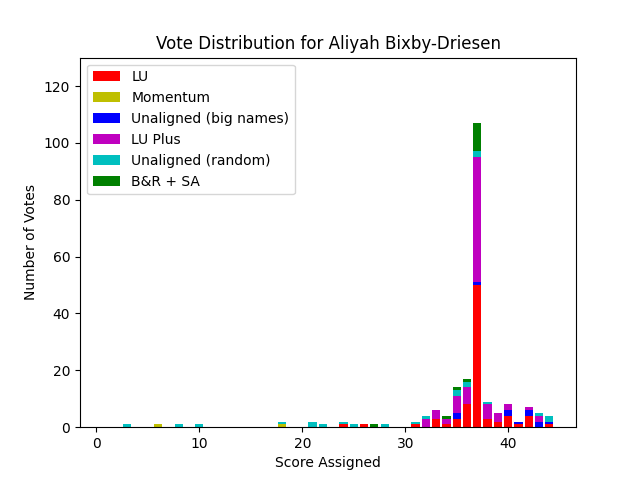 Vote Distribution for Aliyah Bixby-Driesen
LU
Momentum
Unaligned (big names)
LU Plus
Unaligned (random)
B&R + SA
Number of Votes
120
100
80
60
40
20
0
0 10 20 30 40
Score Assigned